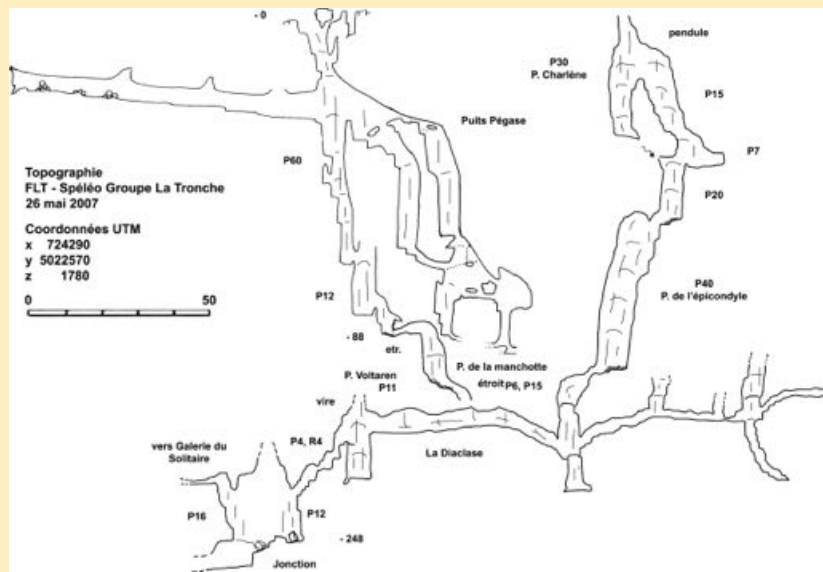 - 0
pendule
P30
P. Charlène
P15
Puits Pégase
P7
P60
Topographie
FLT - Spéléo Groupe La Tronche
26 mai 2007
P20
Coordonnées UTM
x 724290
y 5022570
z 1780
0 50
P40
P. de l'épicondyle
P12
- 88
etr.
P. de la manchotte
étroit P6, P15
P. Voltaren
P11
vire
P4, R4
vers Galerie du
Solitaire
La Diaclase
P16
P12
- 248
Jonction